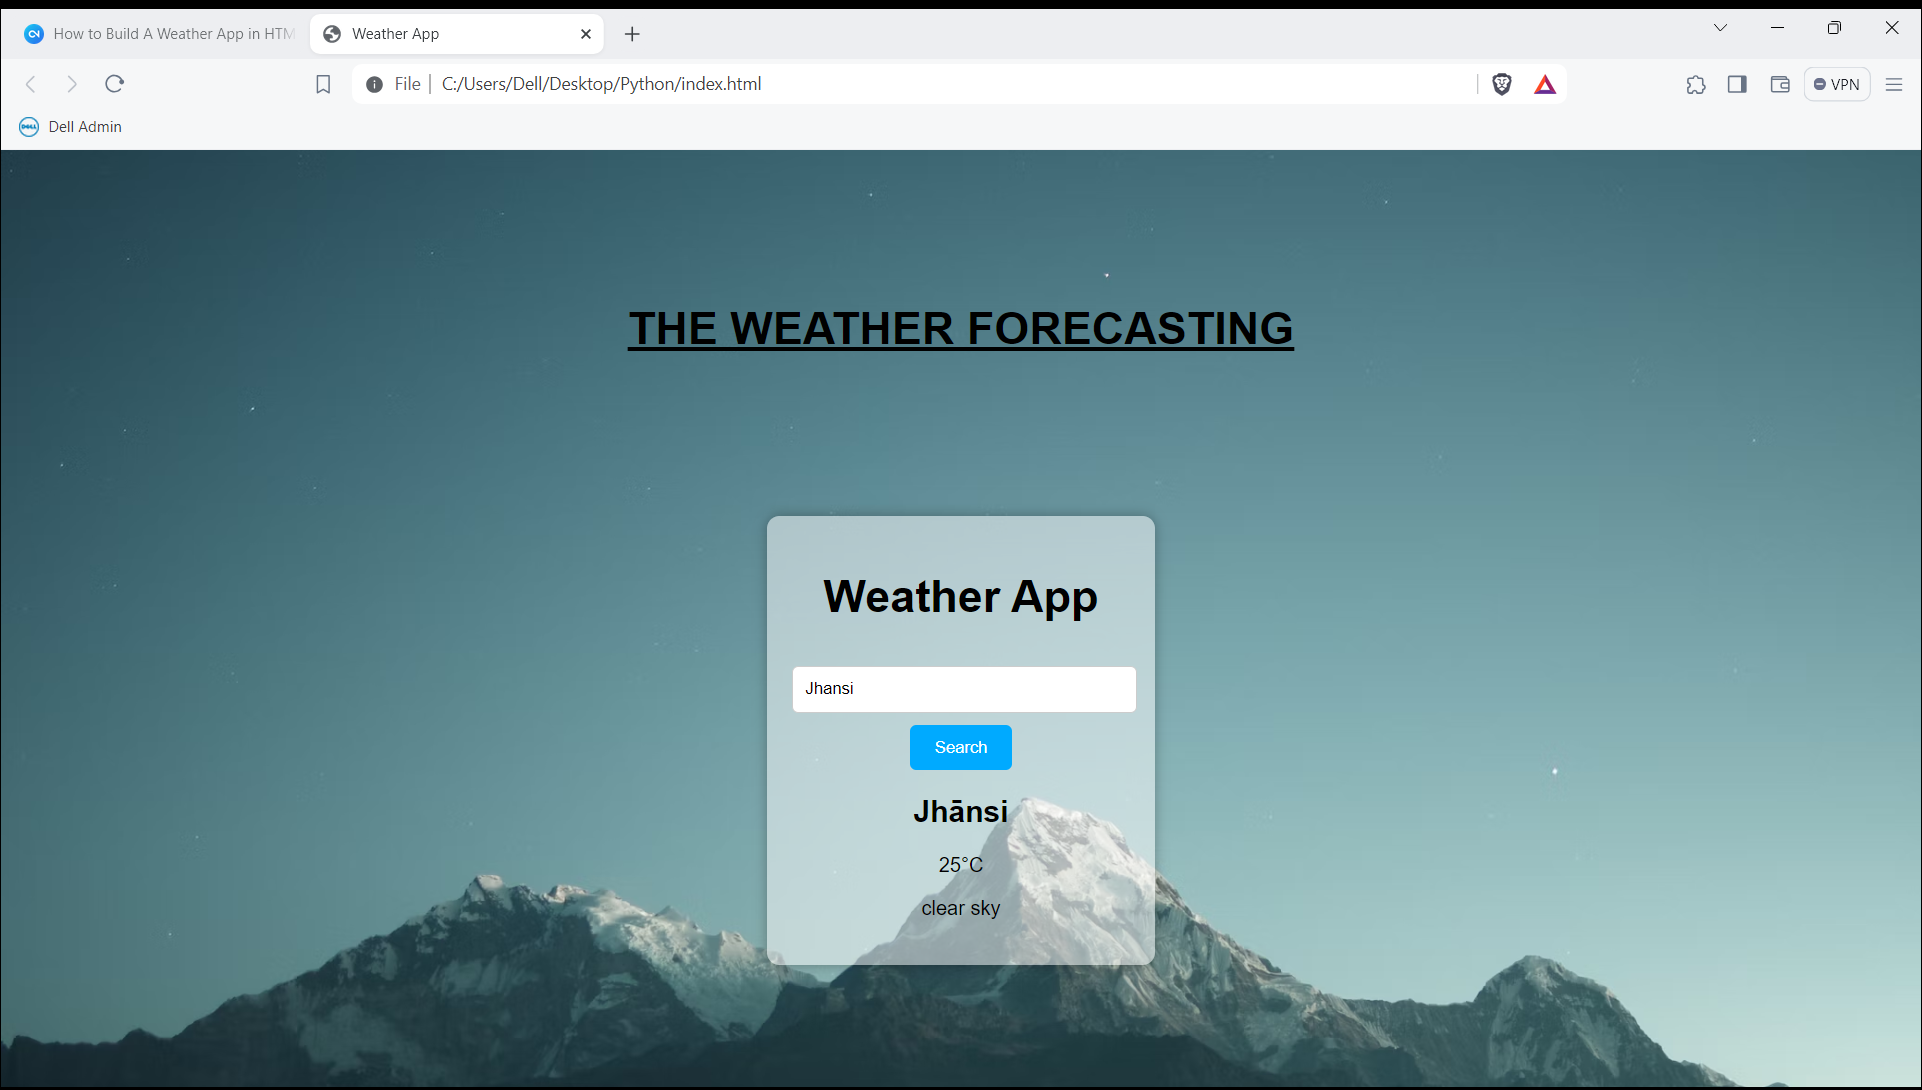 How to Build A Weather App in HTM
Weather App
File
C:/Users/Dell/Desktop/Python/index.html
VPN
DELL
Dell Admin
THE WEATHER FORECASTING
Weather App
Jhansi
Search
Jhānsi
25°C
clear sky